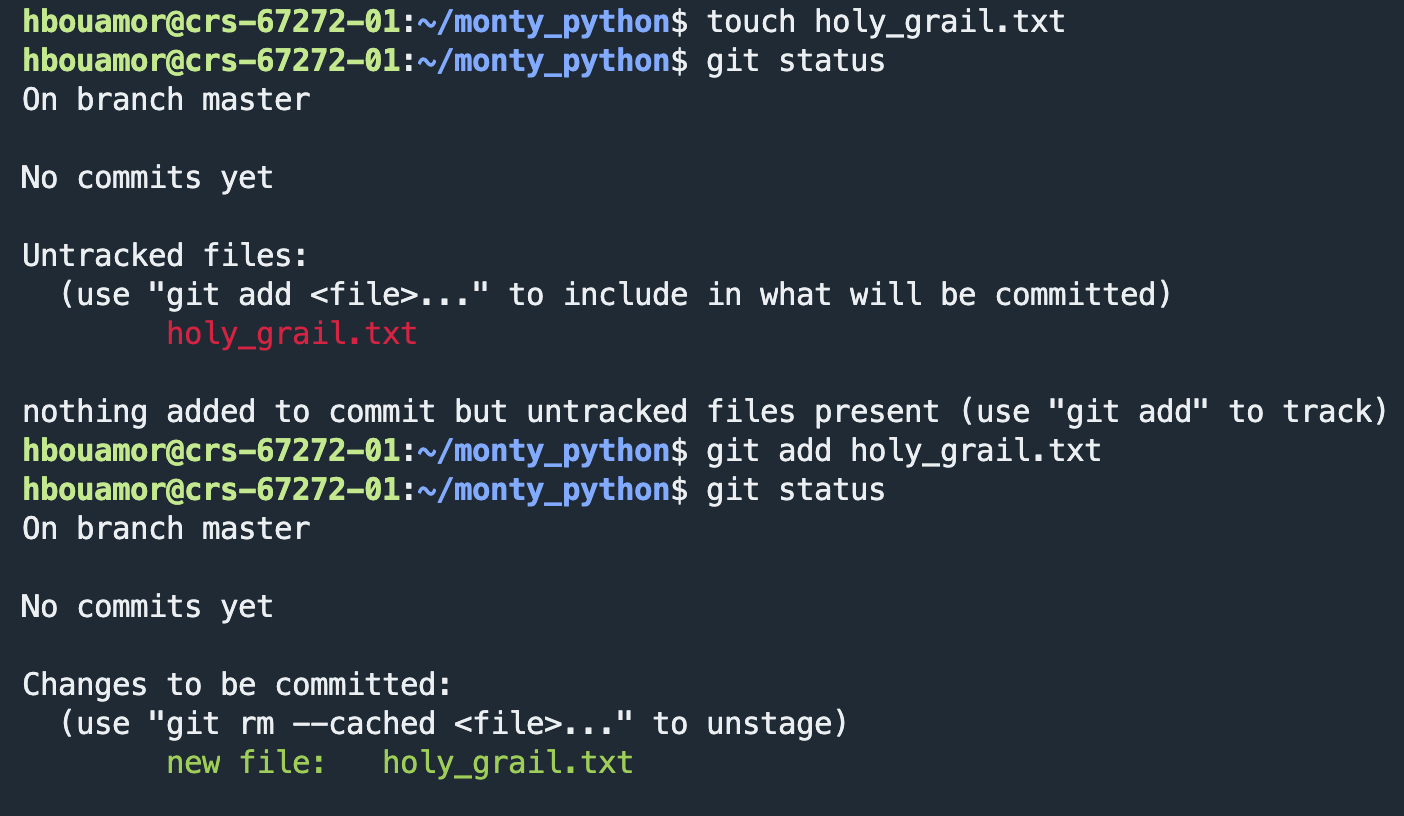 hbouamor@crs-67272-01:~/monty_python$ touch holy_grail.txt
hbouamor@crs-67272-01:~/monty_python$ git status
On branch master

No commits yet

Untracked files:
  (use "git add <file>..." to include in what will be committed)
        holy_grail.txt

nothing added to commit but untracked files present (use "git add" to track)
hbouamor@crs-67272-01:~/monty_python$ git add holy_grail.txt
hbouamor@crs-67272-01:~/monty_python$ git status
On branch master

No commits yet

Changes to be committed:
  (use "git rm --cached <file>..." to unstage)
        new file:   holy_grail.txt